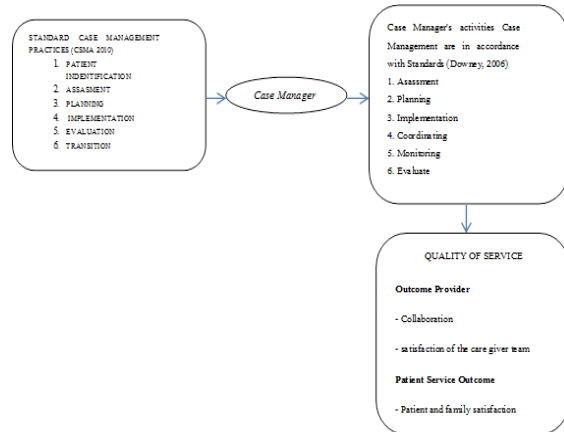 STANDARD CASE MANAGEMENT
PRACTICES (CSMA 2010)
1. PATIENT
INDENTIFICATION
2. ASSASMENT
3. PLANNING
4. IMPLEMENTATION
5. EVALUATION
6. TRANSITION
Case Manager
Case Manager's activities Case
Management are in accordance
with Standards (Downey, 2006)
1. Asassment
2. Planning
3. Implementation
4. Coordinating
5. Monitoring
6. Evaluate
QUALITY OF SERVICE
Outcome Provider
- Collaboration
- satisfaction of the care giver team
Patient Service Outcome
- Patient and family satisfaction